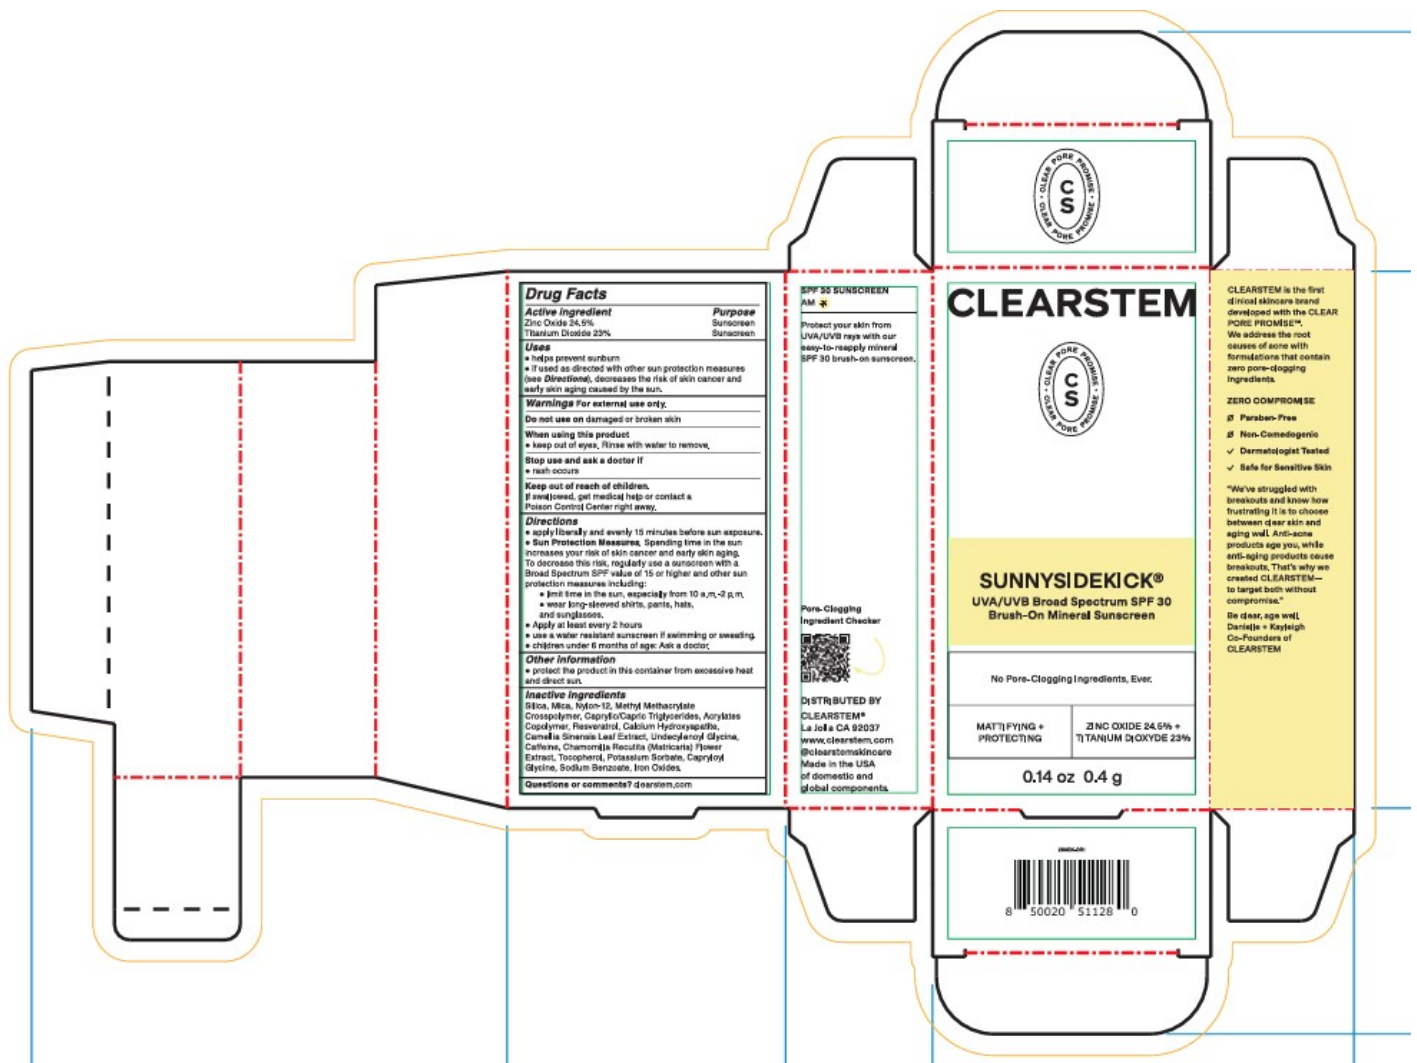 Drug Facts
Active ingredient Purpose
Zinc Oxide 24.5% Sunscreen
Titanium Dioxide 23% Sunscreen
Uses
• helps prevent sunburn
• if used as directed with other sun protection measures
(see Directions), decreases the risk of skin cancer and
early skin aging caused by the sun.
Warnings For external use only.
Do not use on damaged or broken skin
When using this product
• keep out of eyes. Rinse with water to remove.
Stop use and ask a doctor if
• rash occurs
Keep out of reach of children.
If swallowed, get medical help or contact a
Poison Control Center right away.
Directions
• apply liberally and evenly 15 minutes before sun exposure.
• Sun Protection Measures. Spending time in the sun
increases your risk of skin cancer and early skin aging.
To decrease this risk, regularly use a sunscreen with a
Broad Spectrum SPF value of 15 or higher and other sun
protection measures including:
• limit time in the sun, especially from 10 a.m.-2 p.m.
• wear long-sleeved shirts, pants, hats,
and sunglasses.
• Apply at least every 2 hours
• use a water resistant sunscreen if swimming or sweating.
• children under 6 months of age: Ask a doctor.
Other information
• protect the product in this container from excessive heat
and direct sun.
Inactive ingredients
Silica, Mica, Nylon-12, Methyl Methacrylate
Crosspolymer, Caprylic/Capric Triglycerides, Acrylates
Copolymer, Resveratrol, Calcium Hydroxyapatite,
Camellia Sinensis Leaf Extract, Undecylenoyl Glycine,
Caffeine, Chamomilla Recutita (Matricaria) Flower
Extract, Tocopherol, Potassium Sorbate, Capryloyl
Glycine, Sodium Benzoate, Iron Oxides.
Questions or comments? clearstem.com
SPF 30 SUNSCREEN
AM
Protect your skin from
UVA/UVB rays with our
easy-to-reapply mineral
SPF 30 brush-on sunscreen.
Pore-Clogging
Ingredient Checker
DISTRIBUTED BY
CLEARSTEM®
La Jolla CA 92037
www.clearstem.com
@clearstemskincare
Made in the USA
of domestic and
global components.
CLEAR PORE PROMISE • CLEAR PORE PROMISE •
CS
CLEARSTEM
CLEAR PORE PROMISE • CLEAR PORE PROMISE •
CS
SUNNYSIDEKICK®
UVA/UVB Broad Spectrum SPF 30
Brush-On Mineral Sunscreen
No Pore-Clogging Ingredients, Ever.
MATTIFYING +
PROTECTING
ZINC OXIDE 24.5% +
TITANIUM DIOXYDE 23%
0.14 oz 0.4 g
8 50020 51128 0
CLEARSTEM is the first
clinical skincare brand
developed with the CLEAR
PORE PROMISE™.
We address the root
causes of acne with
formulations that contain
zero pore-clogging
ingredients.
ZERO COMPROMISE
Ø Paraben-Free
Ø Non-Comedogenic
✓ Dermatologist Tested
✓ Safe for Sensitive Skin
"We've struggled with
breakouts and know how
frustrating it is to choose
between clear skin and
aging well. Anti-acne
products age you, while
anti-aging products cause
breakouts. That's why we
created CLEARSTEM—
to target both without
compromise."
Be clear, age well,
Danielle + Kayleigh
Co-Founders of
CLEARSTEM